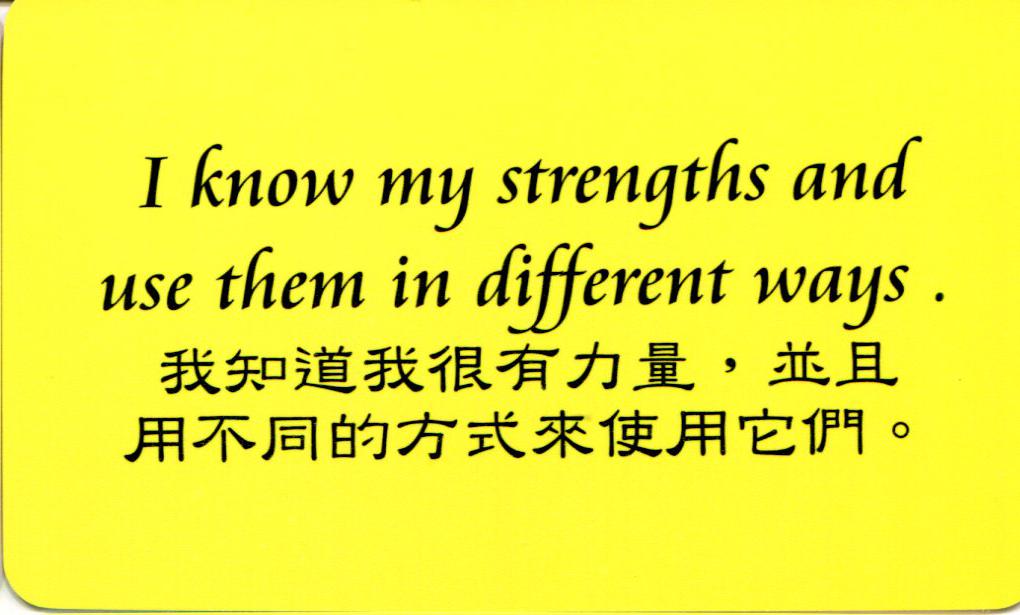 I know my strengths and
use them in different ways .
我知道我很有力量，並且
用不同的方式來使用它們。